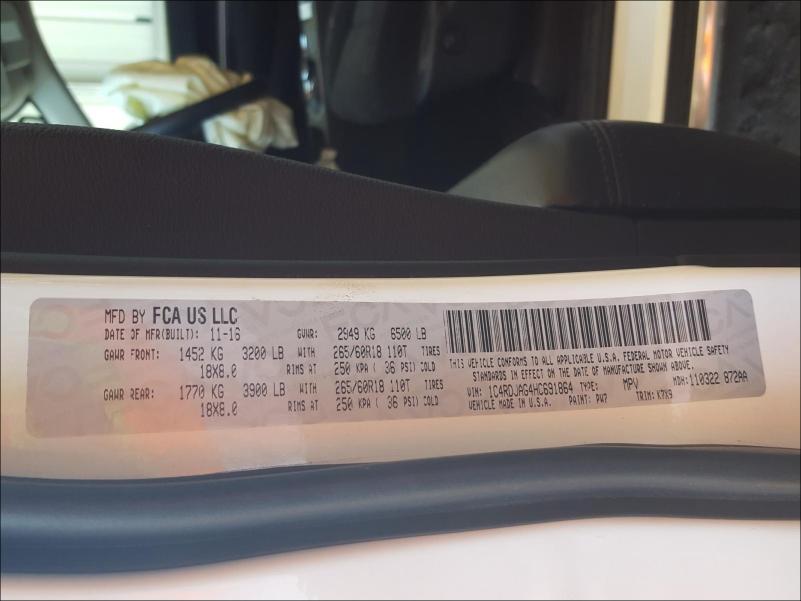 MFD BY FCA US LLC
DATE OF MFR(BUILT): 11-16 GVWR: 2949 KG 6500 LB
GAWR FRONT: 1452 KG 3200 LB WITH 265/60R18 110T TIRES
18X8.0 RIMS AT 250 KPA ( 36 PSI) COLD
GAWR REAR: 1770 KG 3900 LB WITH 265/60R18 110T TIRES
18X8.0 RIMS AT 250 KPA ( 36 PSI) COLD
THIS VEHICLE CONFORMS TO ALL APPLICABLE U.S.A. FEDERAL MOTOR VEHICLE SAFETY
STANDARDS IN EFFECT ON THE DATE OF MANUFACTURE SHOWN ABOVE.
VIN: 1C4RDJAG4HC691864 TYPE: MPV MDH: 110322 872AA
VEHICLE MADE IN U.S.A. PAINT: PW7 TRIM: K7X9